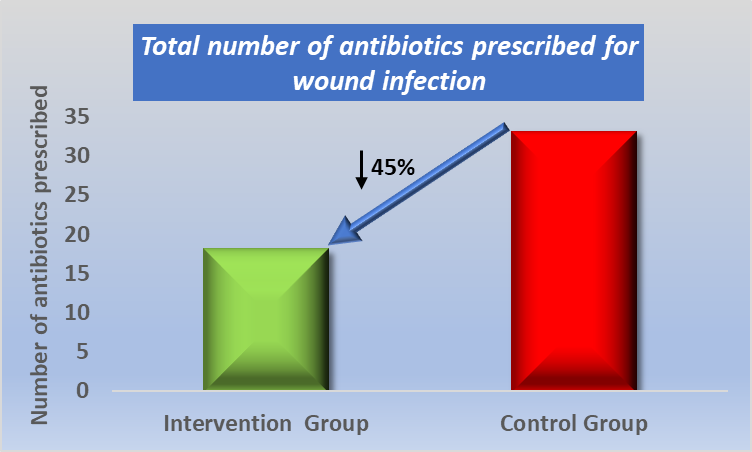 Total number of antibiotics prescribed for
wound infection
Number of antibiotics prescribed
35
30
25
20
15
10
5
0
45%
Intervention Group
Control Group